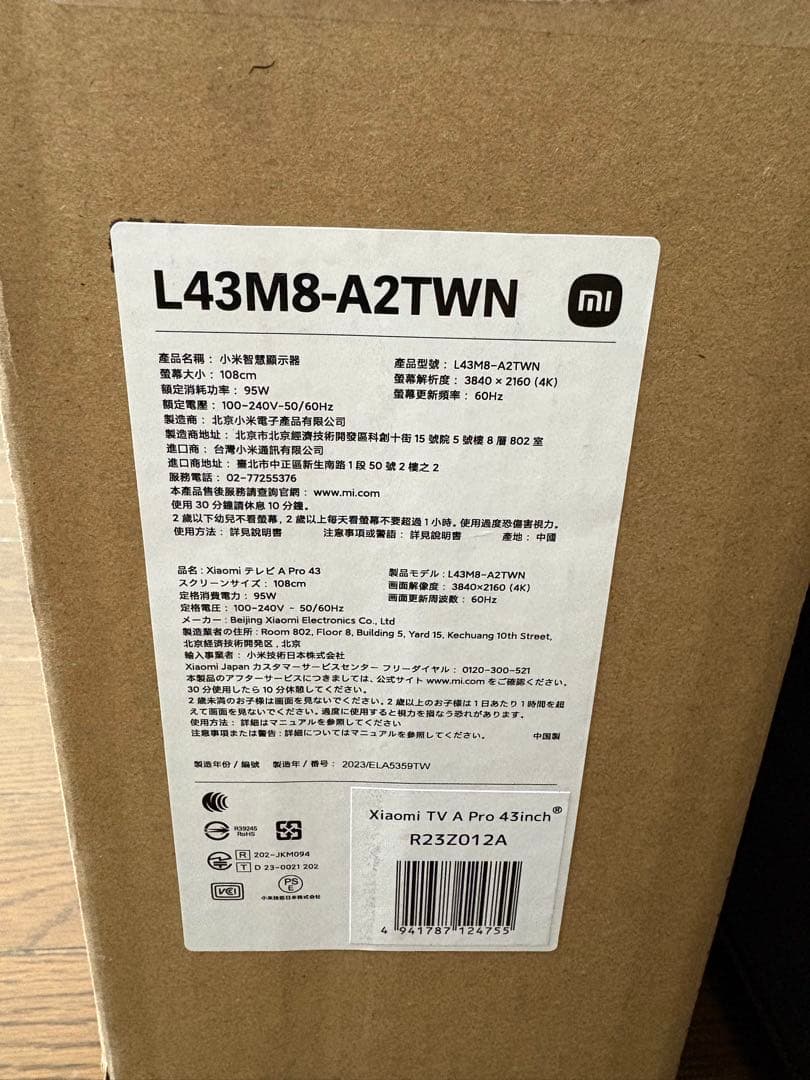 L43M8-A2TWN
mi
產品名稱：小米智慧顯示器
產品型號：L43M8-A2TWN
螢幕大小：108cm
螢幕解析度：3840 × 2160 (4K)
額定消耗功率：95W
螢幕更新頻率：60Hz
額定電壓：100-240V~50/60Hz
製造商：北京小米電子產品有限公司
製造商地址：北京市北京經濟技術開發區科創十街 15 號院 5 號樓 8 層 802 室
進口商：台灣小米通訊有限公司
進口商地址：臺北市中正區新生南路 1 段 50 號 2 樓之 2
服務電話：02-77255376
本產品售後服務請查詢官網：www.mi.com
使用 30 分鐘請休息 10 分鐘。
2 歲以下幼兒不看螢幕，2 歲以上每天看螢幕不要超過 1 小時。使用過度恐傷害視力。
使用方法：詳見說明書 注意事項或警語：詳見說明書 產地：中國
品名：Xiaomi テレビ A Pro 43
製品モデル：L43M8-A2TWN
スクリーンサイズ：108cm
画面解像度：3840×2160 (4K)
定格消費電力：95W
画面更新周波数：60Hz
定格電圧：100-240V ~ 50/60Hz
メーカー：Beijing Xiaomi Electronics Co., Ltd
製造業者の住所：Room 802, Floor 8, Building 5, Yard 15, Kechuang 10th Street,
北京経済技術開発区，北京
輸入事業者：小米技術日本株式会社
Xiaomi Japan カスタマーサービスセンター フリーダイヤル：0120-300-521
本製品のアフターサービスにつきましては、公式サイト www.mi.com をご確認ください。
30 分使用したら 10 分休憩してください。
2 歳未満のお子様は画面を見ないでください。2 歳以上のお子様は 1 日あたり 1 時間を超
えて画面を見ないでください。過度に使用すると視力を損なう恐れがあります。
使用方法：詳細はマニュアルを参照してください
注意事項または警告：詳細についてはマニュアルを参照してください。 中国製
製造年份 / 編號 製造年 / 番号：2023/ELA5359TW
R39245
RoHS
R 202-JKM094
T D 23-0021 202
VCCI
PS
E
小米技術日本株式会社
Xiaomi TV A Pro 43inch®
R23Z012A
4 941787 124755